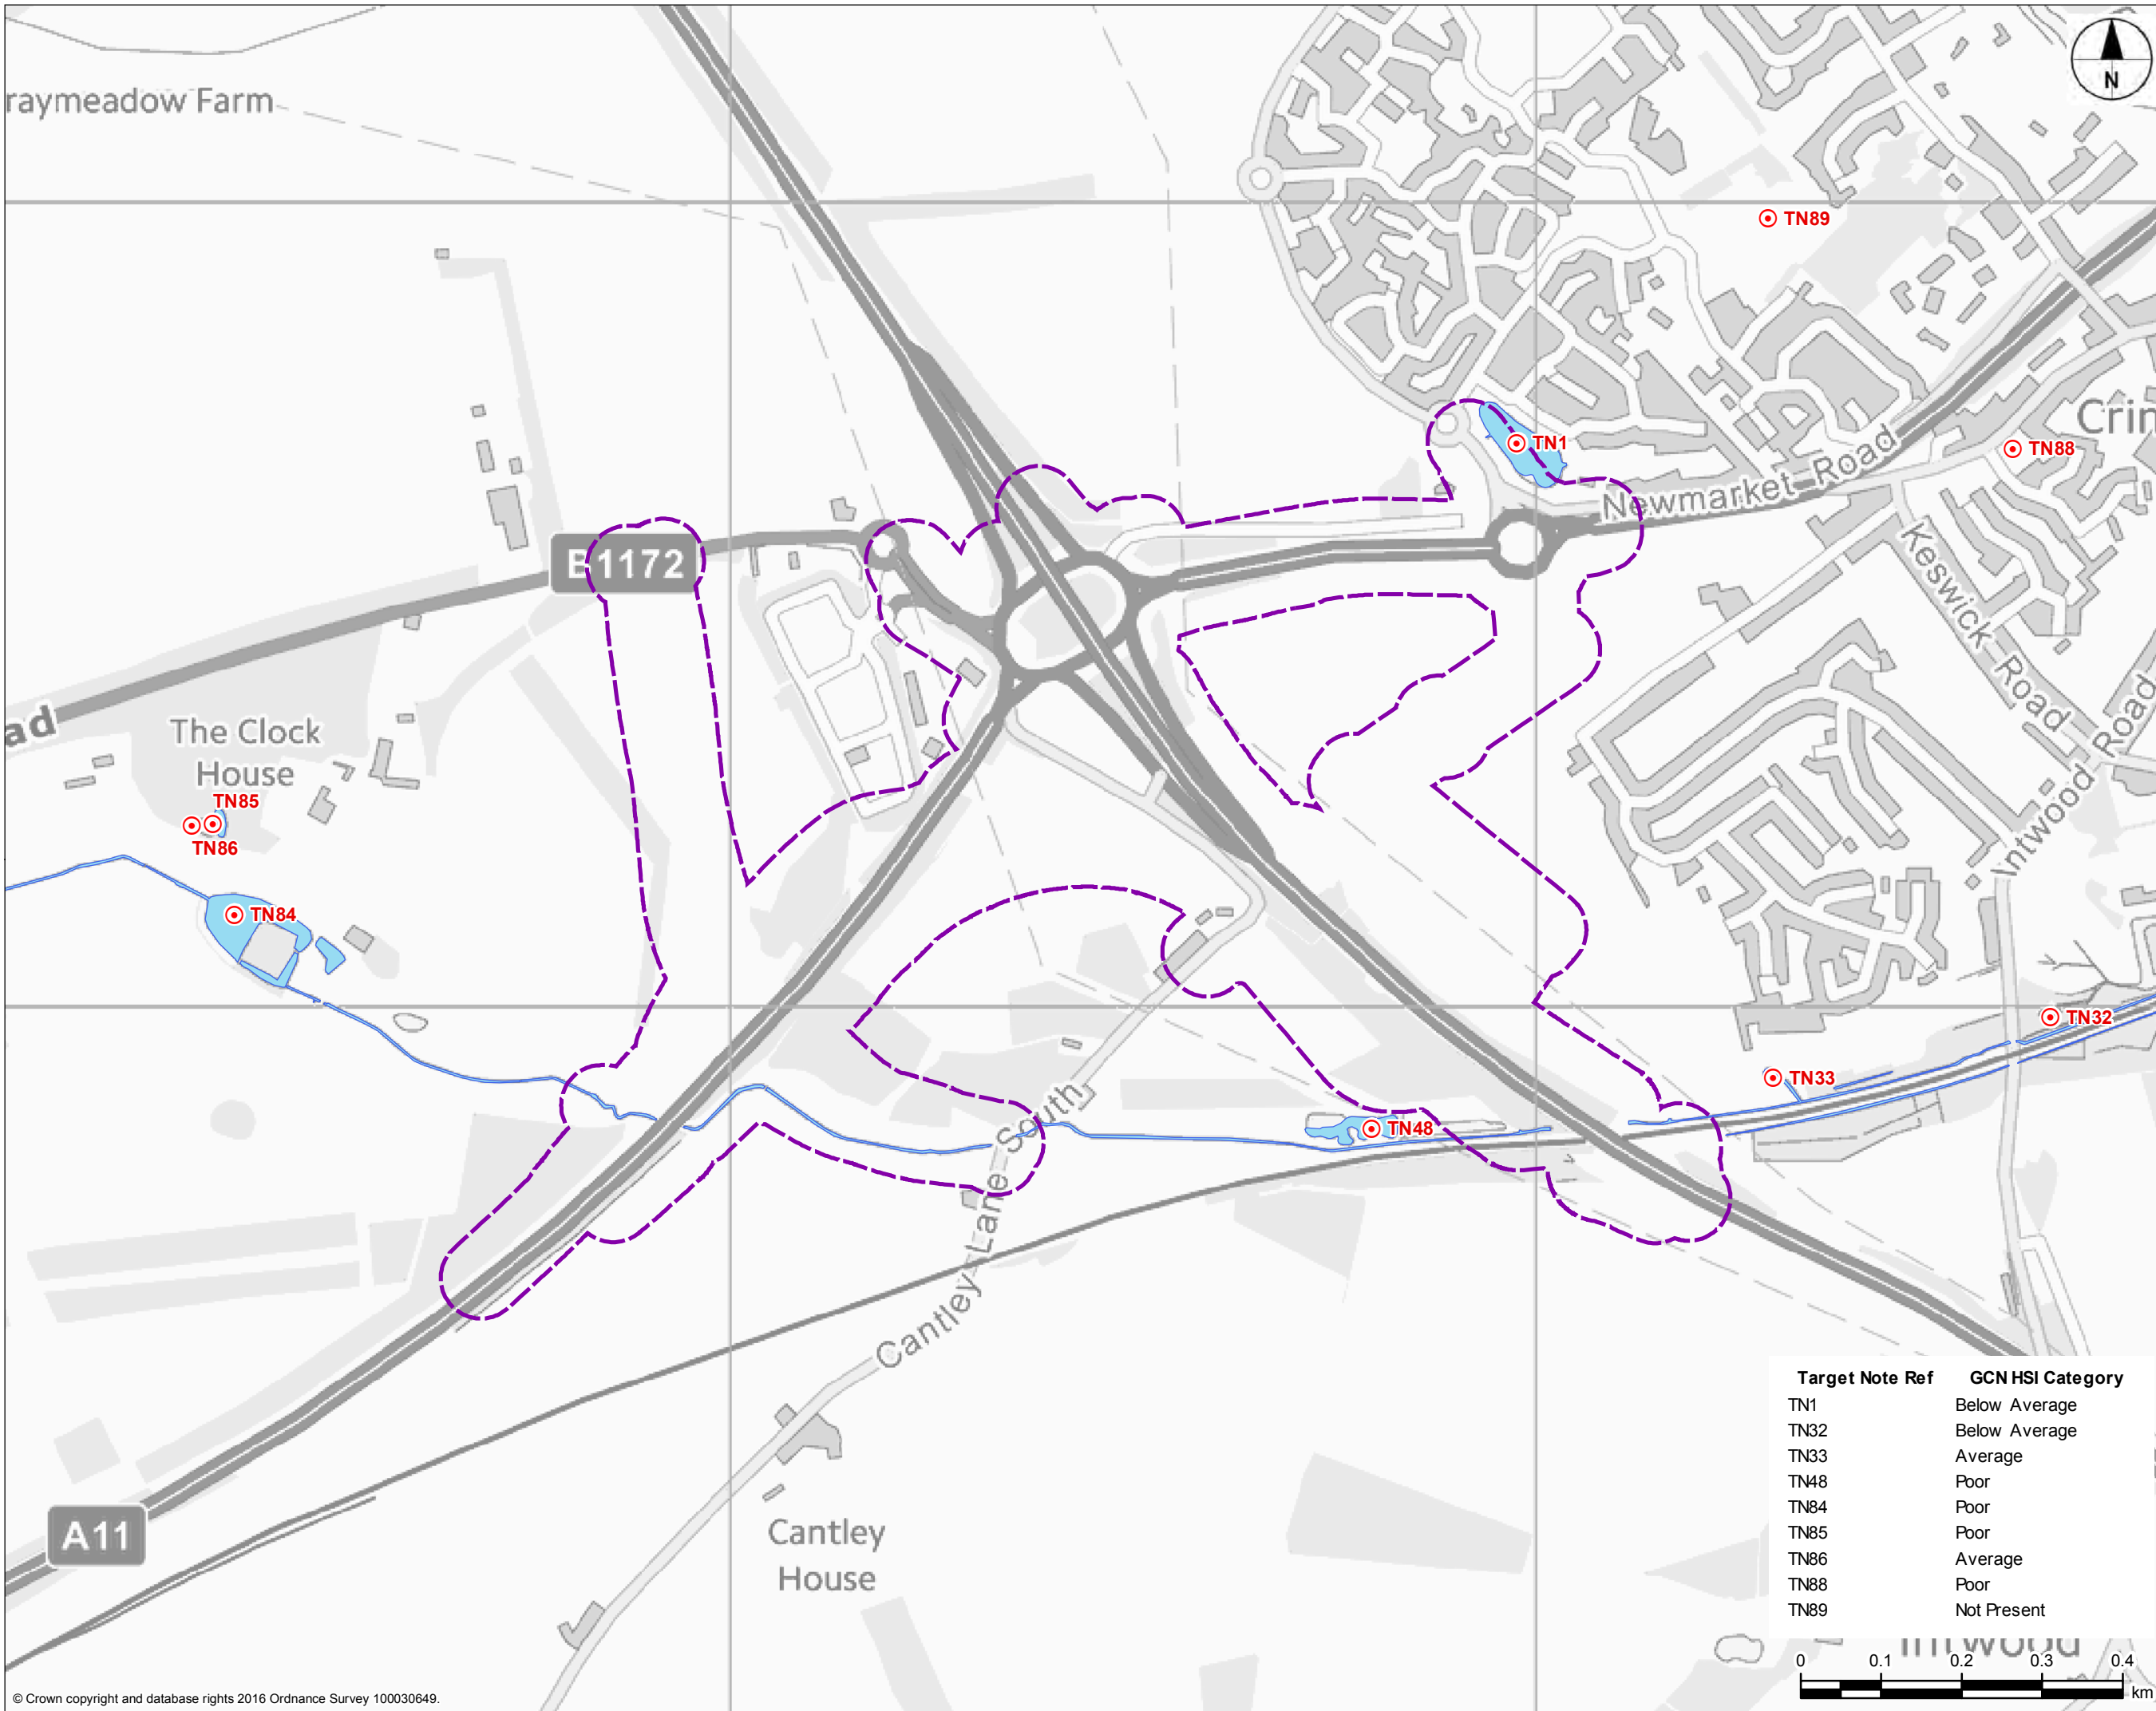 N
raymeadow Farm
TN89
Crin
TN1
TN88
Newmarket Road
B1172
Keswick Road
ad
The Clock
House
Intwood Road
TN85
TN86
TN84
TN32
TN33
TN48
Cantley Lane South
A11
Cantley
House
Target Note Ref GCN HSI Category
TN1 Below Average
TN32 Below Average
TN33 Average
TN48 Poor
TN84 Poor
TN85 Poor
TN86 Average
TN88 Poor
TN89 Not Present
Intwood
0 0.1 0.2 0.3 0.4
km
© Crown copyright and database rights 2016 Ordnance Survey 100030649.